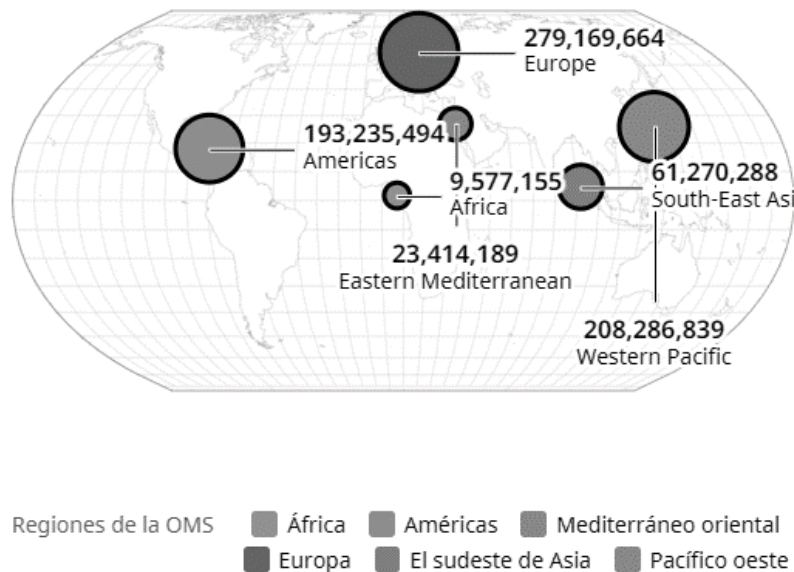 279,169,664
Europe
193,235,494
Americas
9,577,155
Africa
61,270,288
South-East Asi
23,414,189
Eastern Mediterranean
208,286,839
Western Pacific
Regiones de la OMS África Américas Mediterráneo oriental
Europa El sudeste de Asia Pacífico oeste